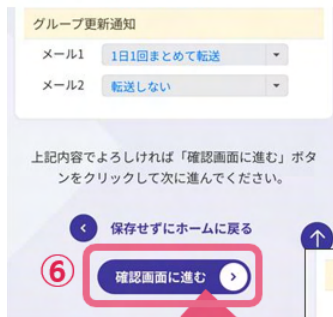 グループ更新通知
メール1 1日1回まとめて転送
メール2 転送しない
上記内容でよろしければ「確認画面に進む」ボタ
ンをクリックして次に進んでください。
保存せずにホームに戻る
⑥ 確認画面に進む